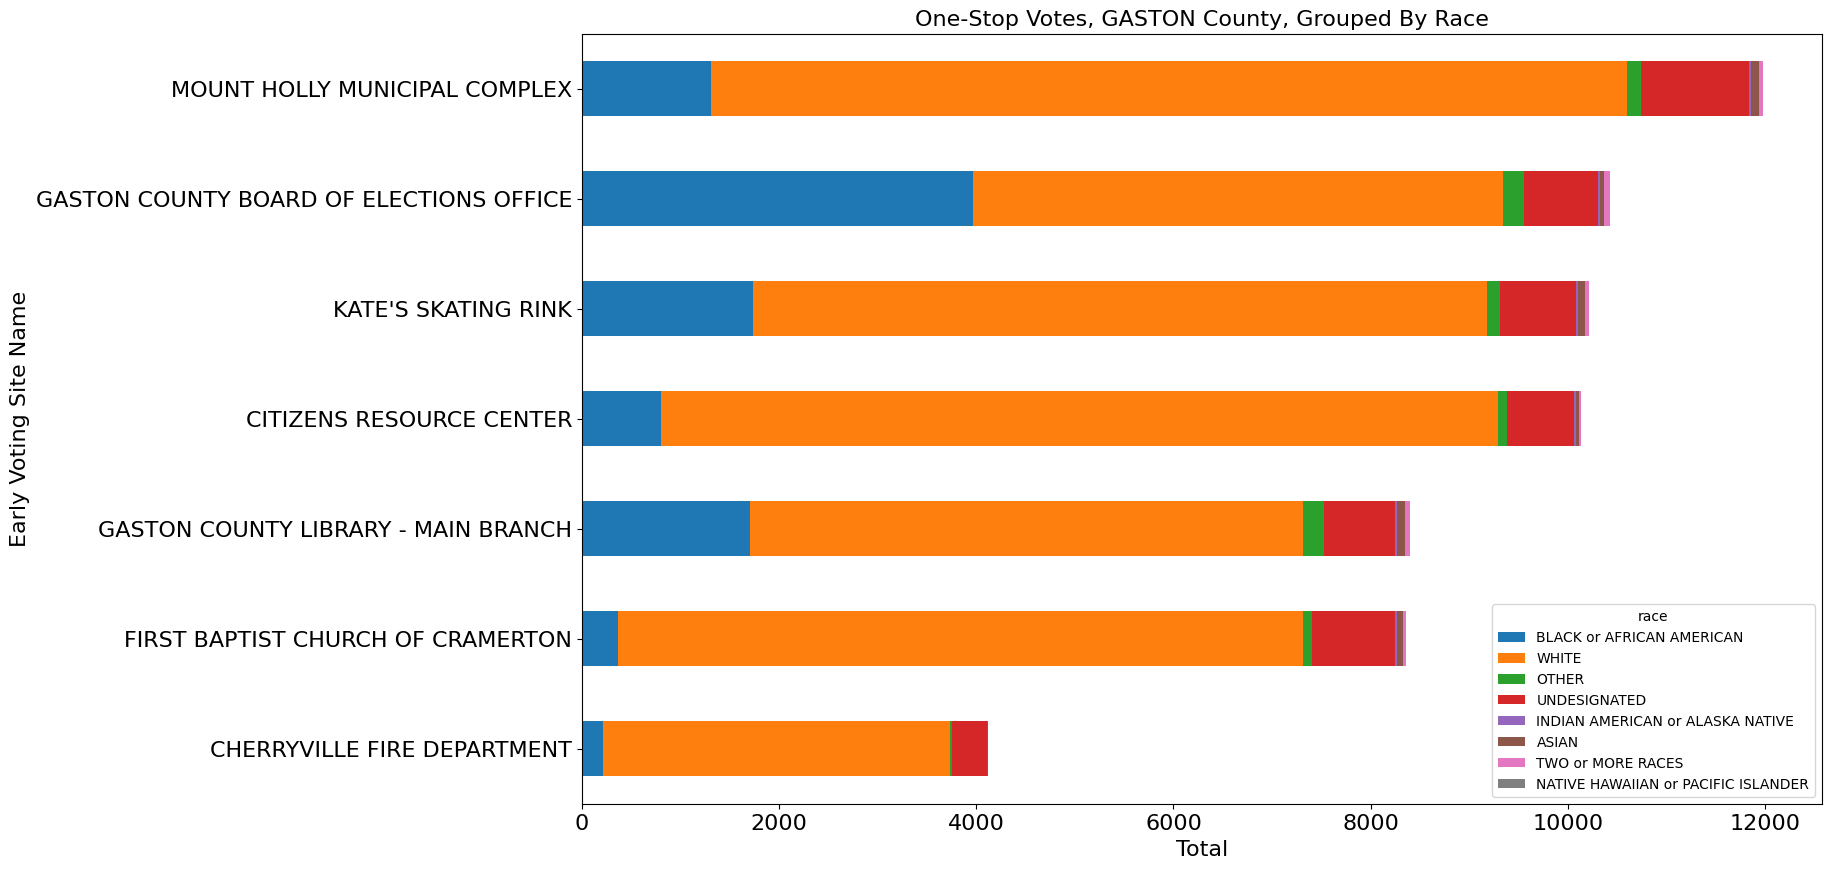 One-Stop Votes, GASTON County, Grouped By Race
Early Voting Site Name
MOUNT HOLLY MUNICIPAL COMPLEX
GASTON COUNTY BOARD OF ELECTIONS OFFICE
KATE'S SKATING RINK
CITIZENS RESOURCE CENTER
GASTON COUNTY LIBRARY - MAIN BRANCH
FIRST BAPTIST CHURCH OF CRAMERTON
CHERRYVILLE FIRE DEPARTMENT
race
BLACK or AFRICAN AMERICAN
WHITE
OTHER
UNDESIGNATED
INDIAN AMERICAN or ALASKA NATIVE
ASIAN
TWO or MORE RACES
NATIVE HAWAIIAN or PACIFIC ISLANDER
0 2000 4000 6000 8000 10000 12000
Total